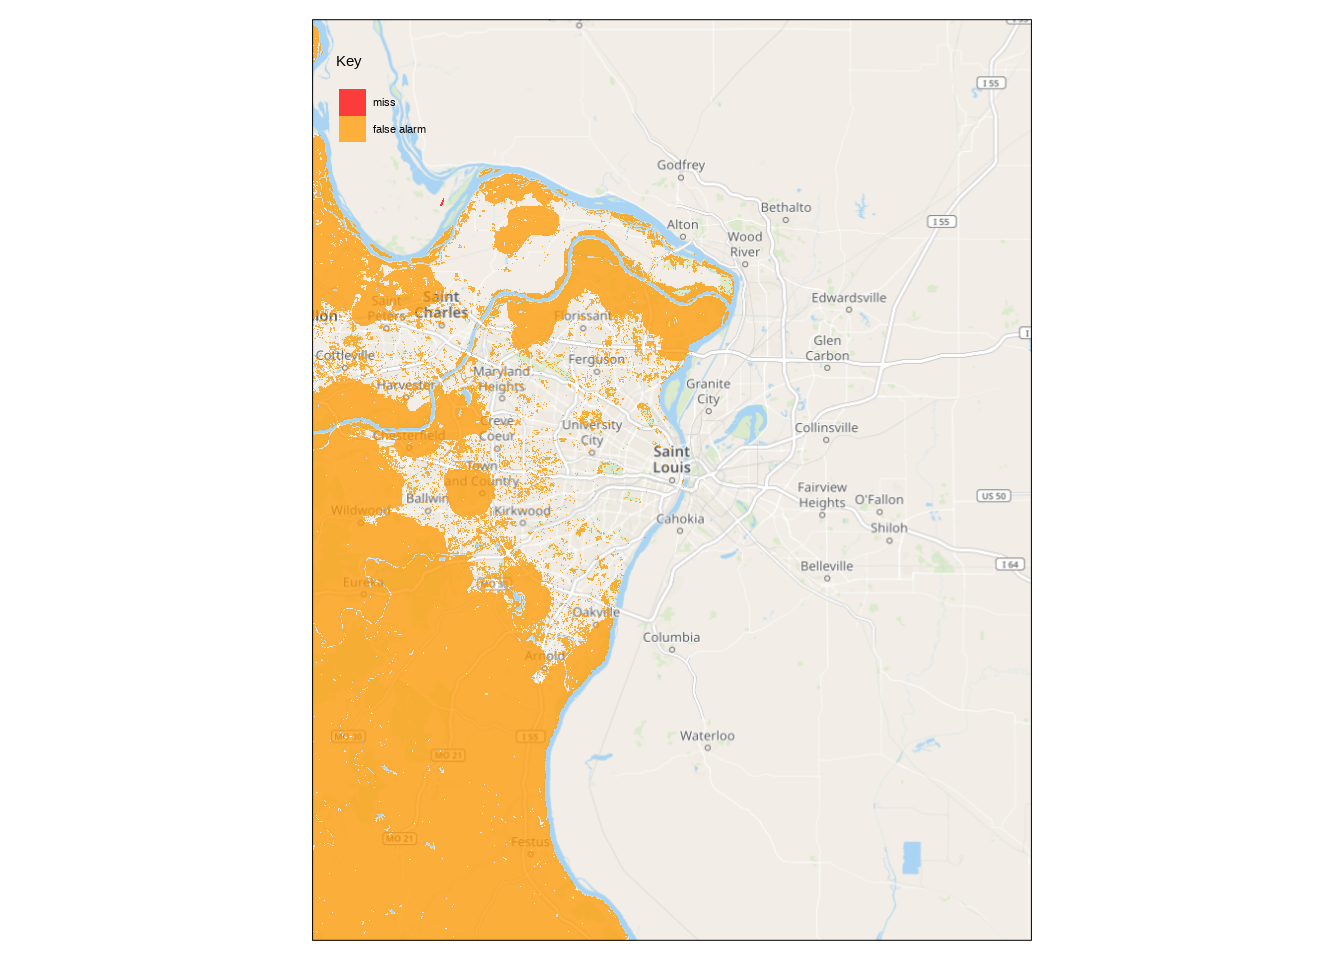 Key
miss
false alarm
I 55
Godfrey
Bethalto
I 55
Alton
Wood
River
Saint
Charles
Saint
Peters
Edwardsville
Florissant
Glen
Carbon
Cottleville
Ferguson
Maryland
Heights
Harvester
Granite
City
Creve
Coeur
University
City
Collinsville
Chesterfield
Saint
Louis
Town
and Country
Fairview
Heights
O'Fallon
US 50
Ballwin
Wildwood
Kirkwood
Cahokia
Shiloh
Belleville
I 64
Eureka
Oakville
Columbia
Arnold
MO 30
I 55
Waterloo
MO 21
MO 21
Festus